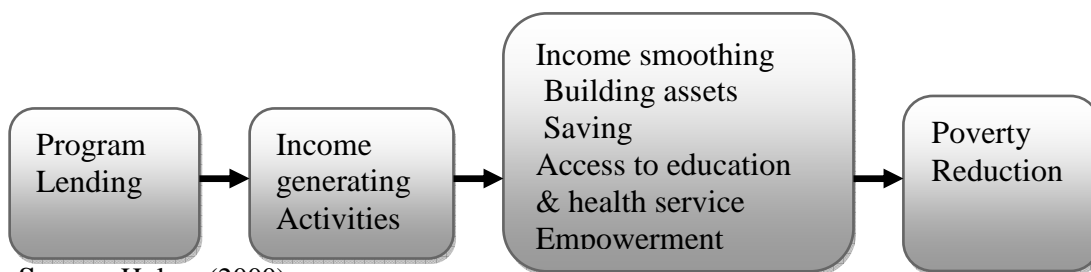 Program
Lending
Income
generating
Activities
Income smoothing
Building assets
Saving
Access to education
& health service
Empowerment
Poverty
Reduction